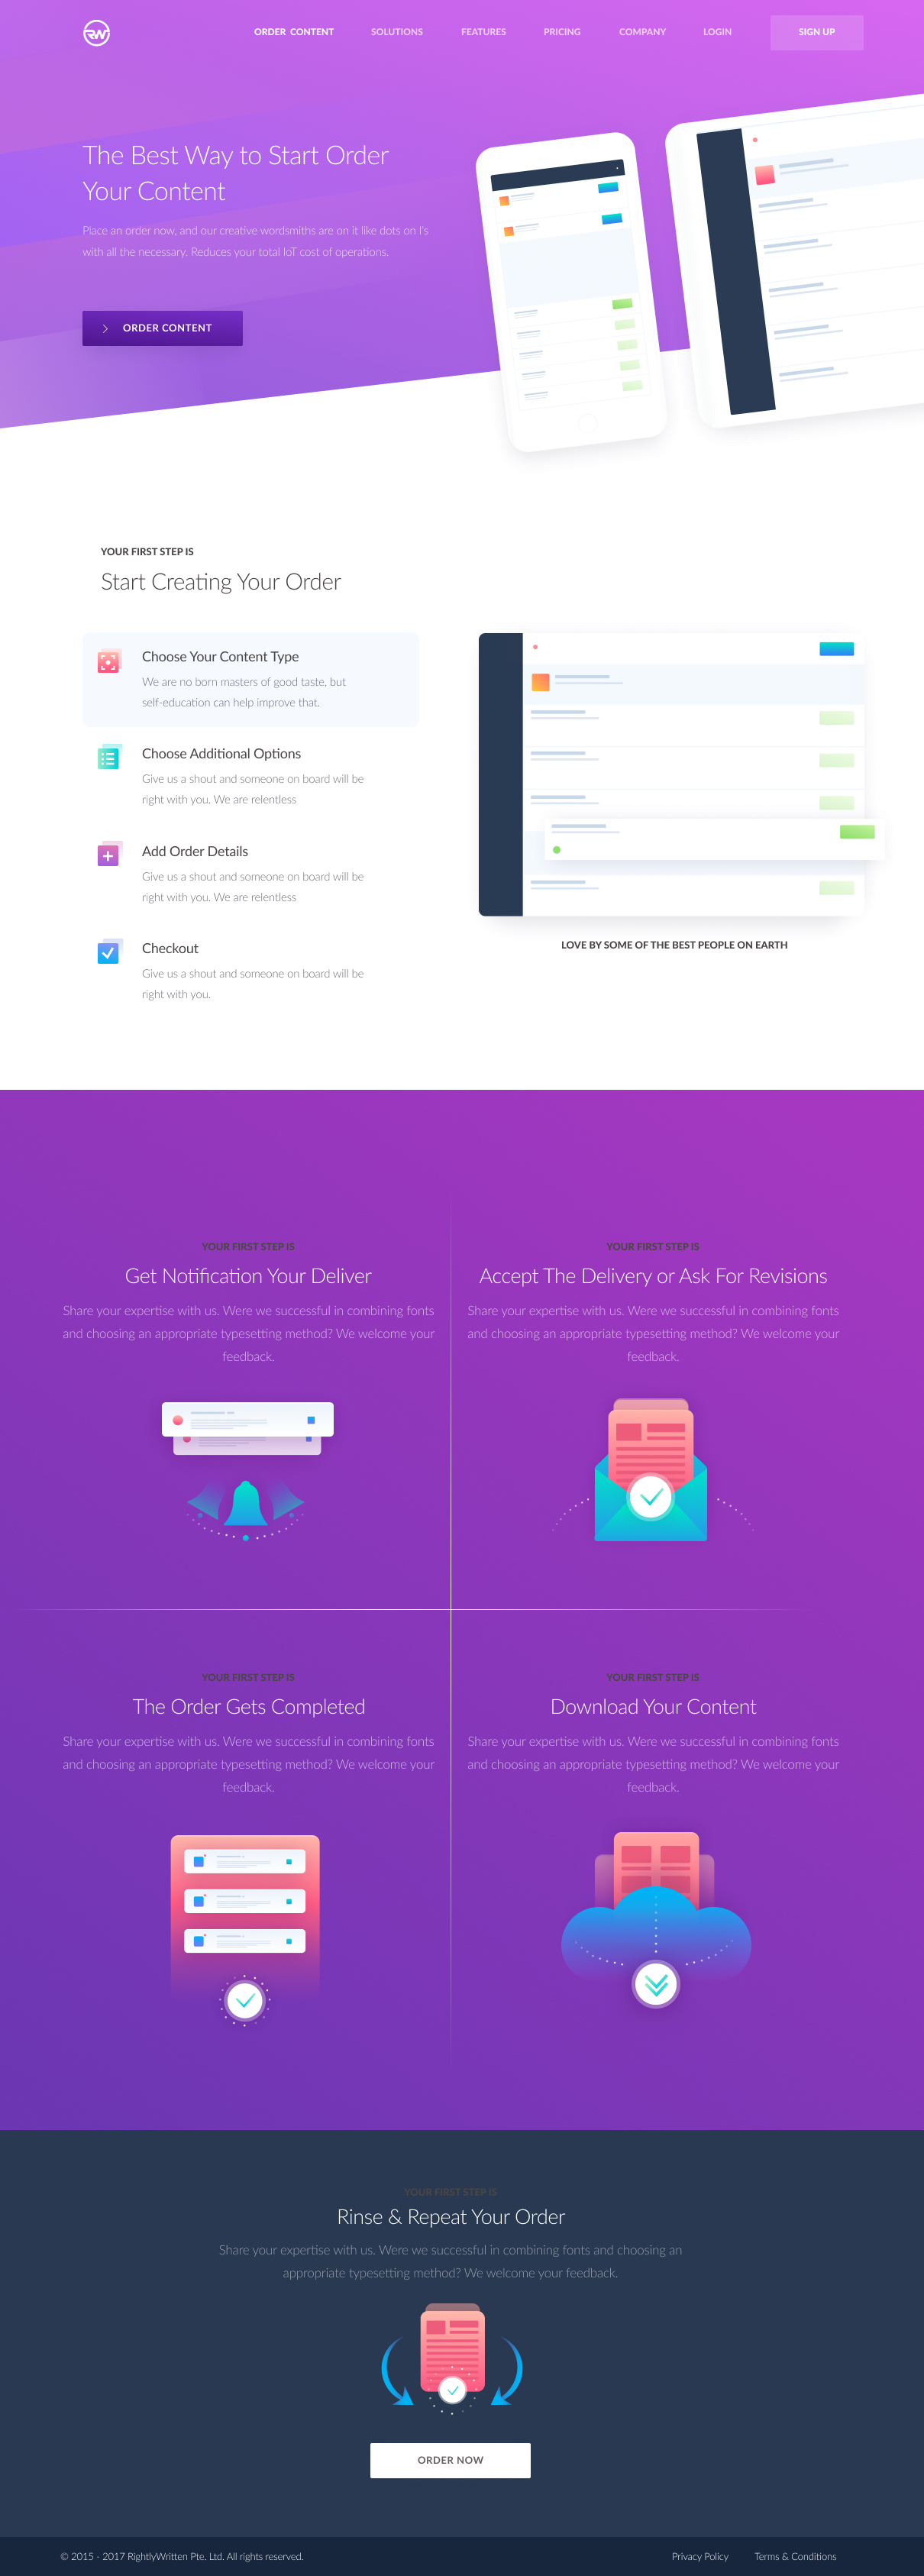 RW
ORDER CONTENT SOLUTIONS FEATURES PRICING COMPANY LOGIN SIGN UP
The Best Way to Start Order
Your Content
Place an order now, and our creative wordsmiths are on it like dots on I's
with all the necessary. Reduces your total IoT cost of operations.
ORDER CONTENT
YOUR FIRST STEP IS
Start Creating Your Order
Choose Your Content Type
We are no born masters of good taste, but
self-education can help improve that.
Choose Additional Options
Give us a shout and someone on board will be
right with you. We are relentless
Add Order Details
Give us a shout and someone on board will be
right with you. We are relentless
Checkout
Give us a shout and someone on board will be
right with you.
LOVE BY SOME OF THE BEST PEOPLE ON EARTH
YOUR FIRST STEP IS
Get Notification Your Deliver
Share your expertise with us. Were we successful in combining fonts
and choosing an appropriate typesetting method? We welcome your
feedback.
YOUR FIRST STEP IS
Accept The Delivery or Ask For Revisions
Share your expertise with us. Were we successful in combining fonts
and choosing an appropriate typesetting method? We welcome your
feedback.
YOUR FIRST STEP IS
The Order Gets Completed
Share your expertise with us. Were we successful in combining fonts
and choosing an appropriate typesetting method? We welcome your
feedback.
YOUR FIRST STEP IS
Download Your Content
Share your expertise with us. Were we successful in combining fonts
and choosing an appropriate typesetting method? We welcome your
feedback.
YOUR FIRST STEP IS
Rinse & Repeat Your Order
Share your expertise with us. Were we successful in combining fonts and choosing an
appropriate typesetting method? We welcome your feedback.
ORDER NOW
© 2015 - 2017 RightlyWritten Pte. Ltd. All rights reserved. Privacy Policy Terms & Conditions